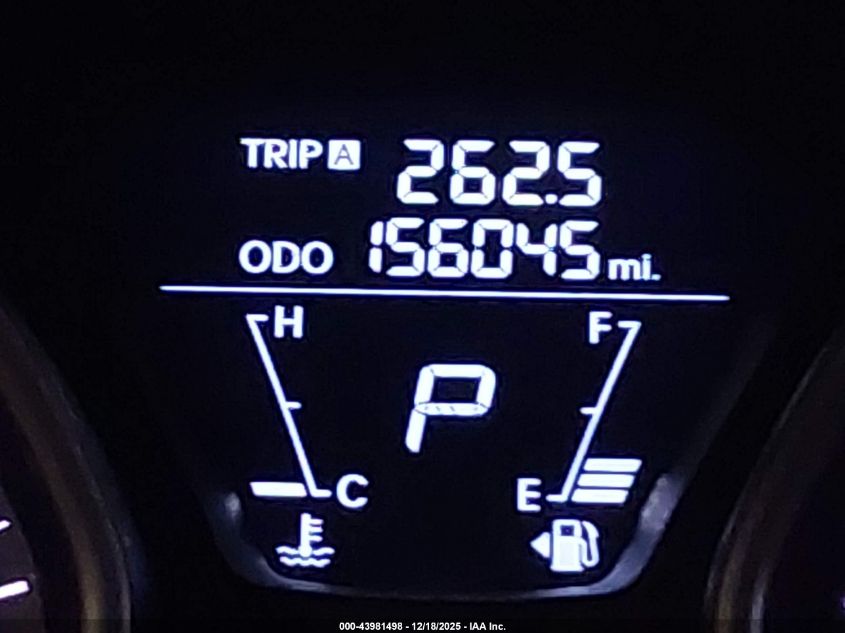 TRIP A 262.5
ODO 156045 mi.
H F
P
C E
000-43981498 - 12/18/2025 - IAA Inc.